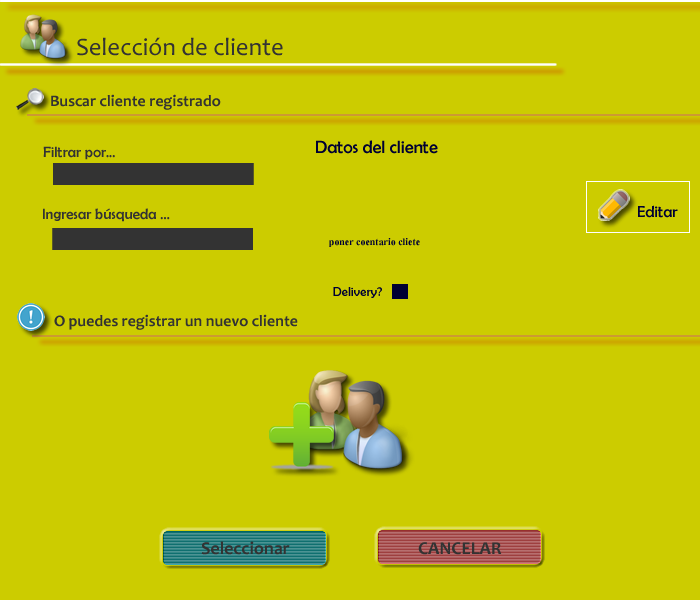 Selección de cliente
Buscar cliente registrado
Filtrar por...
Datos del cliente
Editar
Ingresar búsqueda ...
poner coentario cliete
Delivery?
O puedes registrar un nuevo cliente
Seleccionar
CANCELAR